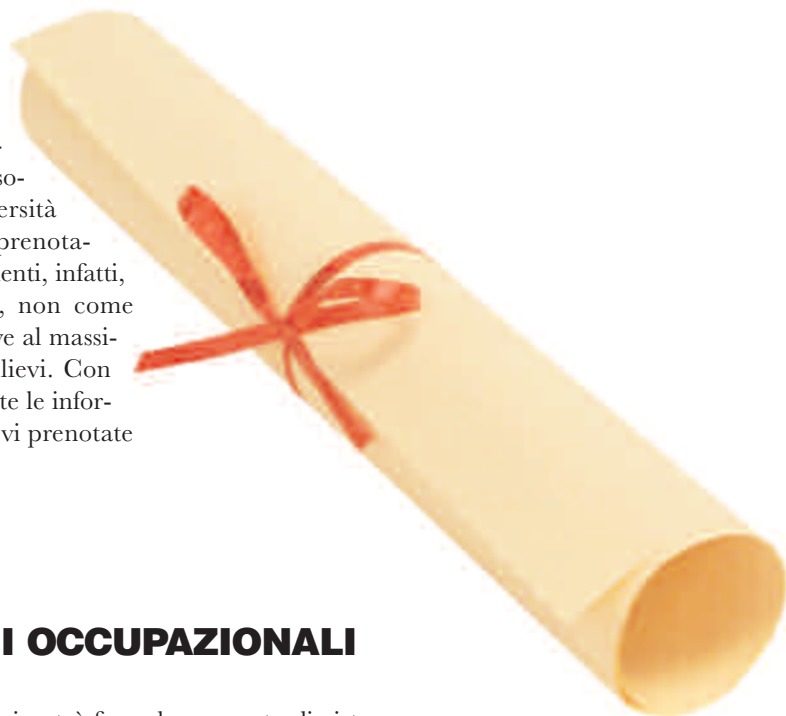 so-
ersità
prenota-
enti, infatti,
, non come
ve al massi-
lievi. Con
te le infor-
vi prenotate
I OCCUPAZIONALI